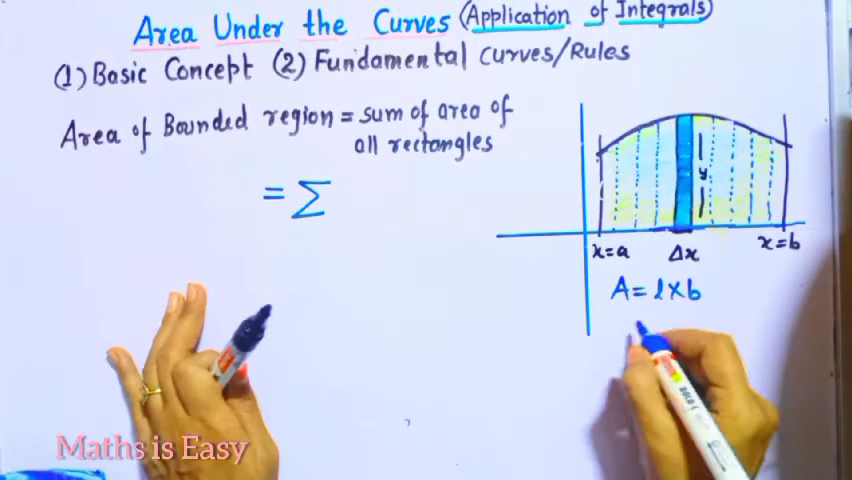 Area Under the Curves (Application of Integrals)
(1) Basic Concept (2) Fundamental Curves/Rules
Area of Bounded region = sum of area of
all rectangles
= Σ
y
x=a Δx x=b
A= l×b
Maths is Easy